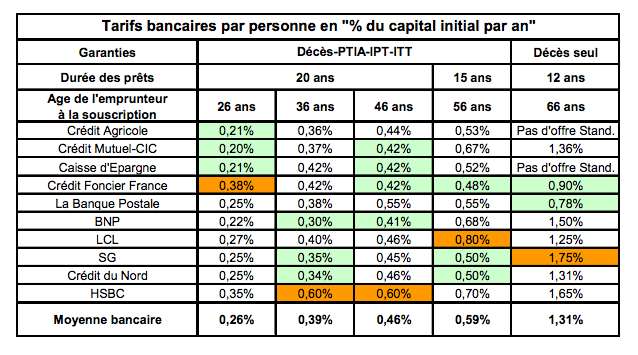 Tarifs bancaires par personne en "% du capital initial par an"
Garanties Décès-PTIA-IPT-ITT Décès seul
Durée des prêts 20 ans 15 ans 12 ans
Age de l'emprunteur
à la souscription 26 ans 36 ans 46 ans 56 ans 66 ans
Crédit Agricole 0,21% 0,36% 0,44% 0,53% Pas d'offre Stand.
Crédit Mutuel-CIC 0,20% 0,37% 0,42% 0,67% 1,36%
Caisse d'Epargne 0,21% 0,42% 0,42% 0,52% Pas d'offre Stand.
Crédit Foncier France 0,38% 0,42% 0,42% 0,48% 0,90%
La Banque Postale 0,25% 0,38% 0,55% 0,55% 0,78%
BNP 0,22% 0,30% 0,41% 0,68% 1,50%
LCL 0,27% 0,40% 0,46% 0,80% 1,25%
SG 0,25% 0,35% 0,45% 0,50% 1,75%
Crédit du Nord 0,25% 0,34% 0,46% 0,50% 1,31%
HSBC 0,35% 0,60% 0,60% 0,70% 1,65%
Moyenne bancaire 0,26% 0,39% 0,46% 0,59% 1,31%